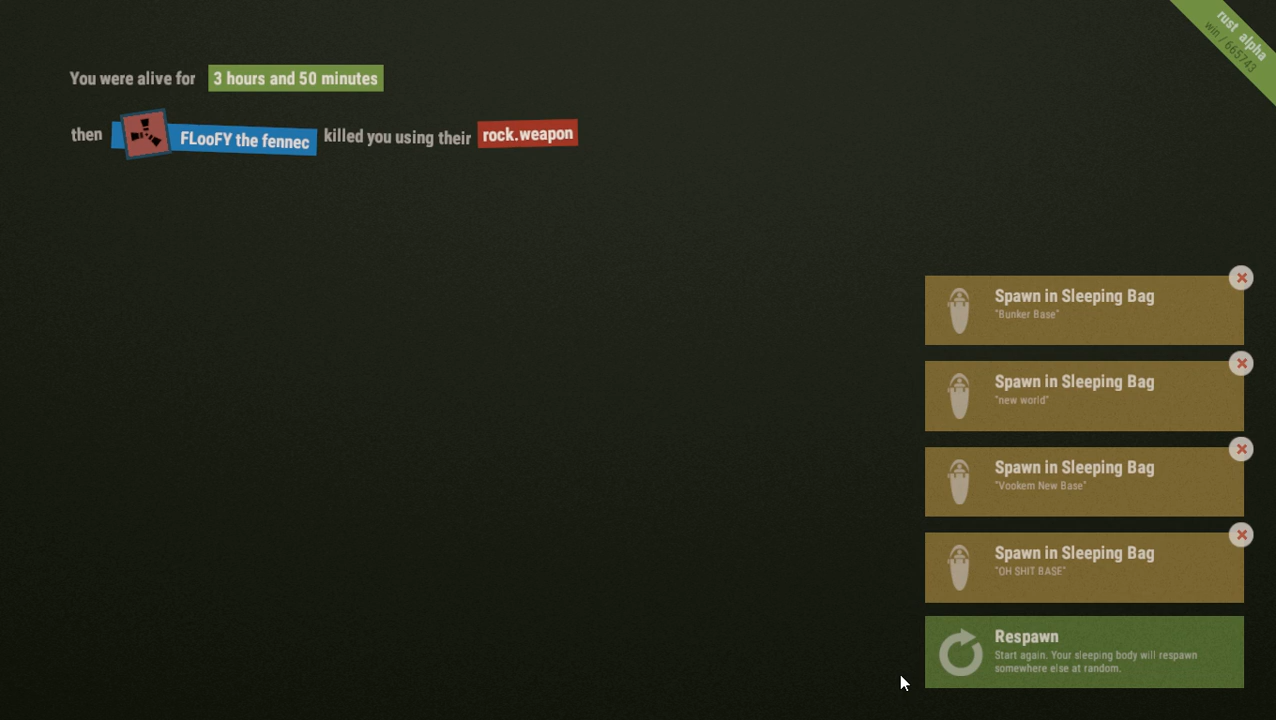 rust alpha
win / 665743
You were alive for 3 hours and 50 minutes
then FLooFY the fennec killed you using their rock.weapon
Spawn in Sleeping Bag
"Bunker Base"
Spawn in Sleeping Bag
"new world"
Spawn in Sleeping Bag
"Vookem New Base"
Spawn in Sleeping Bag
"OH SHIT BASE"
Respawn
Start again. Your sleeping body will respawn
somewhere else at random.